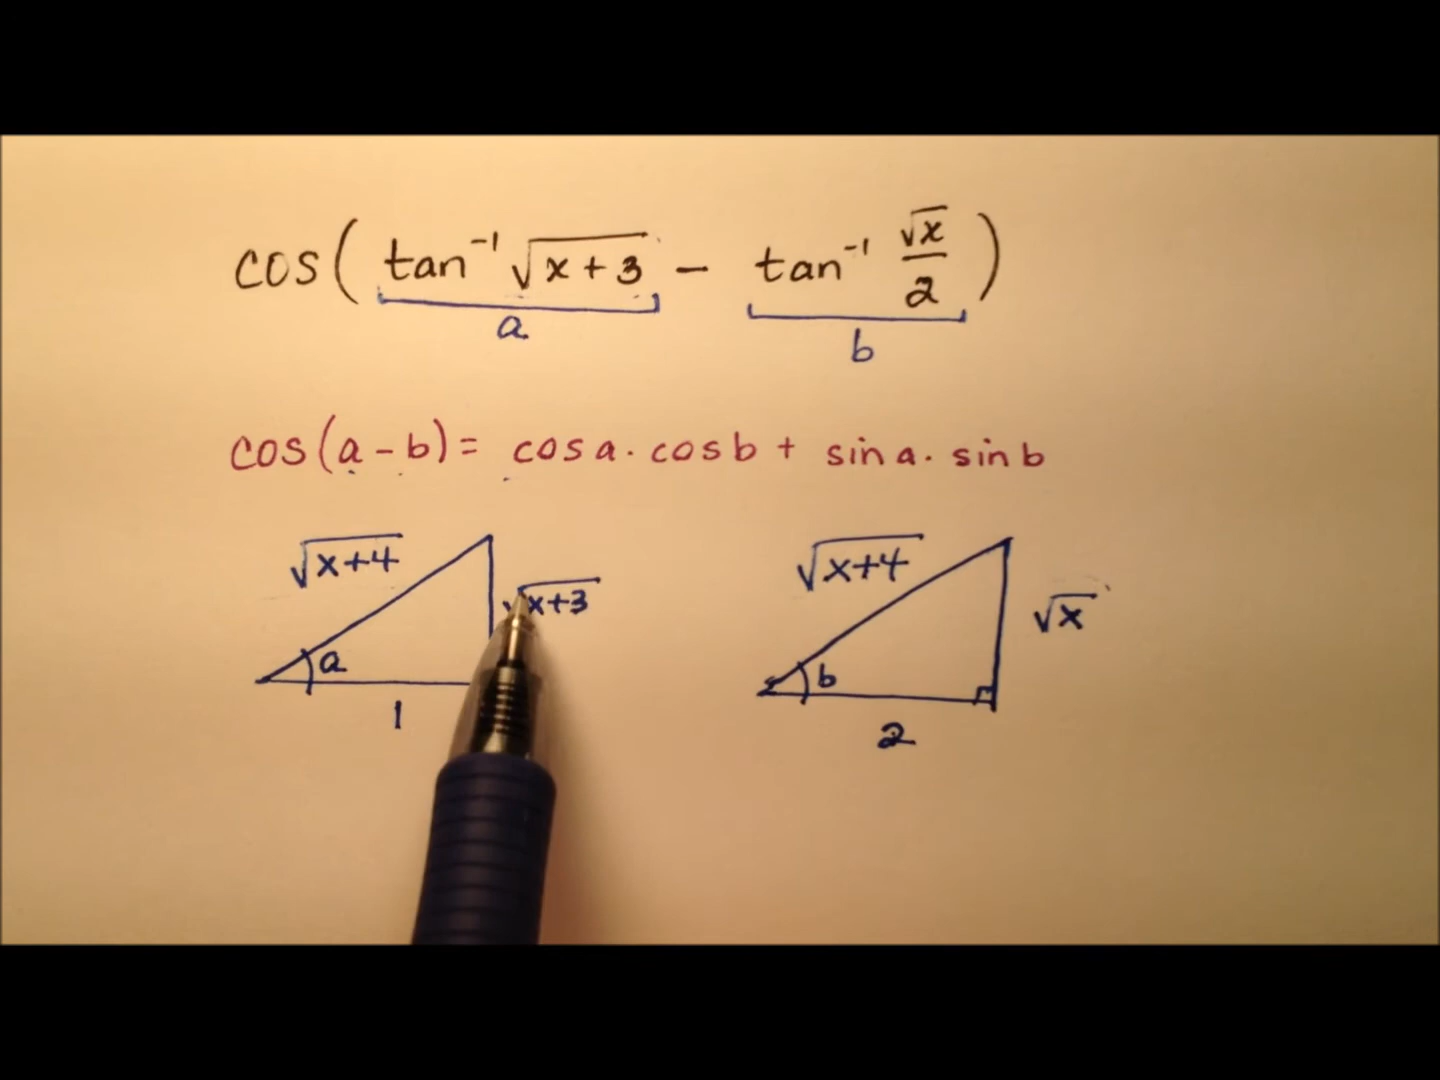 cos( tan⁻¹ √(x+3) − tan⁻¹ √x/2 )
a b
cos(a - b) = cos a · cos b + sin a · sin b
√(x+4) √(x+3) √(x+4) √x
a b
1 2